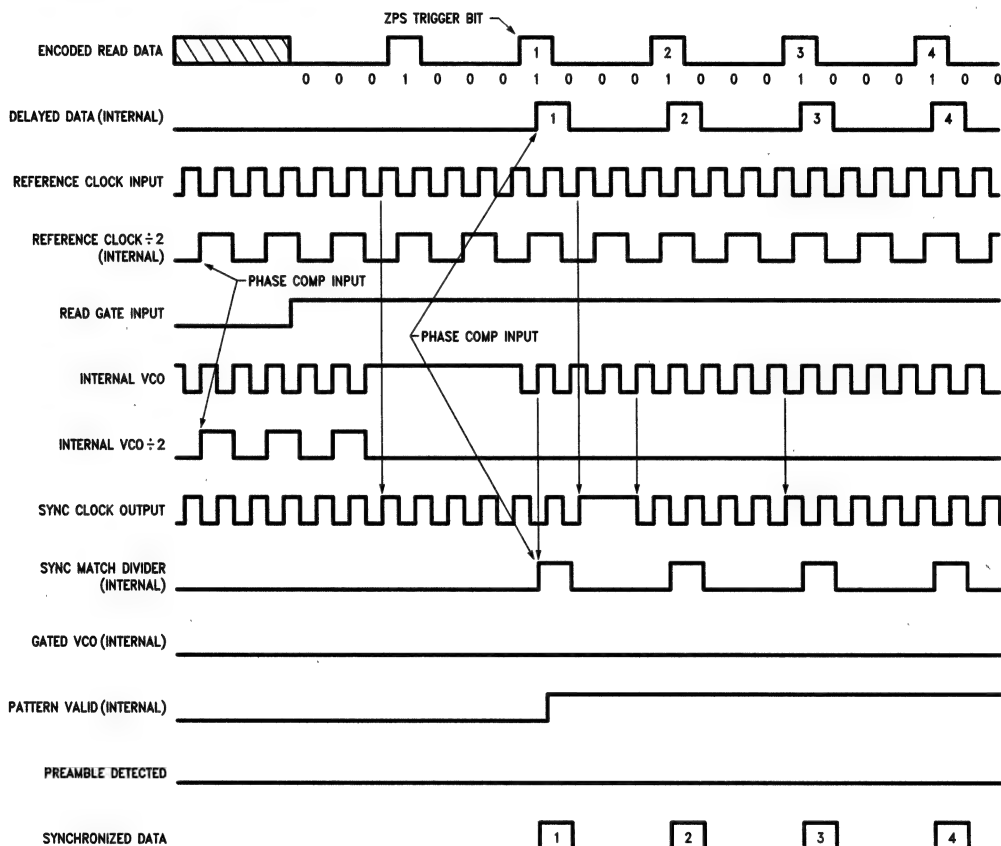 ZPS TRIGGER BIT
ENCODED READ DATA
1 2 3 4
0 0 0 1 0 0 0 1 0 0 0 1 0 0 0 1 0 0 0 1 0 0
DELAYED DATA (INTERNAL)
1 2 3 4
REFERENCE CLOCK INPUT
REFERENCE CLOCK ÷ 2
(INTERNAL)
PHASE COMP INPUT
READ GATE INPUT
PHASE COMP INPUT
INTERNAL VCO
INTERNAL VCO ÷ 2
SYNC CLOCK OUTPUT
SYNC MATCH DIVIDER
(INTERNAL)
GATED VCO (INTERNAL)
PATTERN VALID (INTERNAL)
PREAMBLE DETECTED
SYNCHRONIZED DATA
1 2 3 4